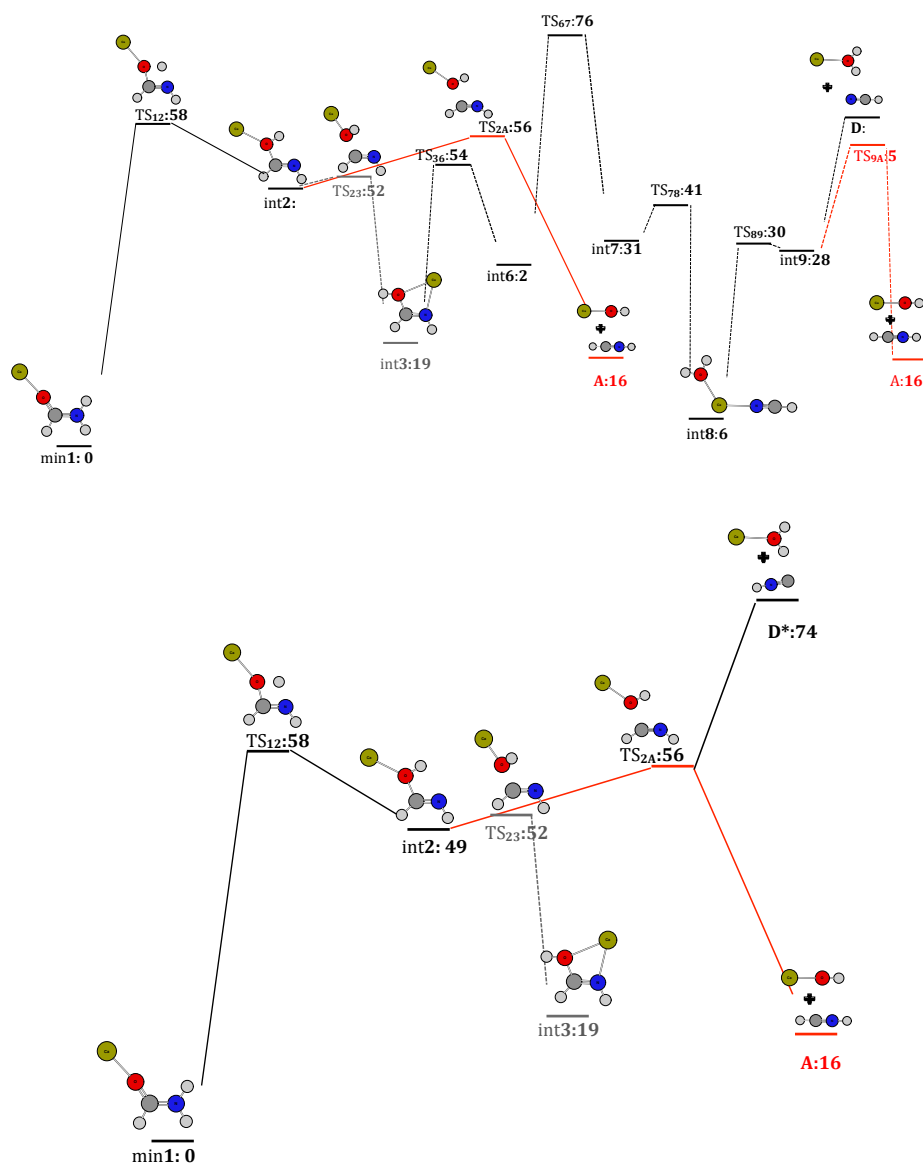 TS67:76
TS12:58
TS2A:56
D:
TS36:54
TS9A:5
TS23:52
TS78:41
int2:
TS89:30
int7:31
int9:28
int6:2
int3:19
A:16
A:16
int8:6
min1: 0
D*:74
TS12:58
TS2A:56
TS23:52
int2: 49
int3:19
A:16
min1: 0